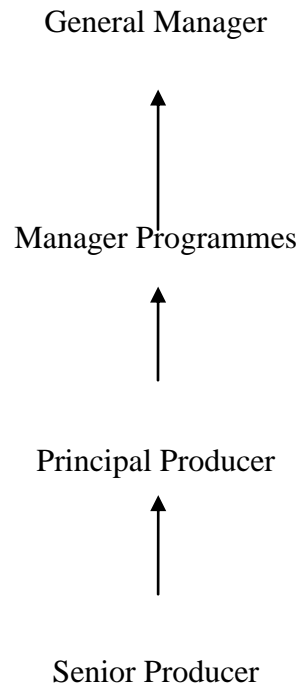 General Manager
Manager Programmes
Principal Producer
Senior Producer